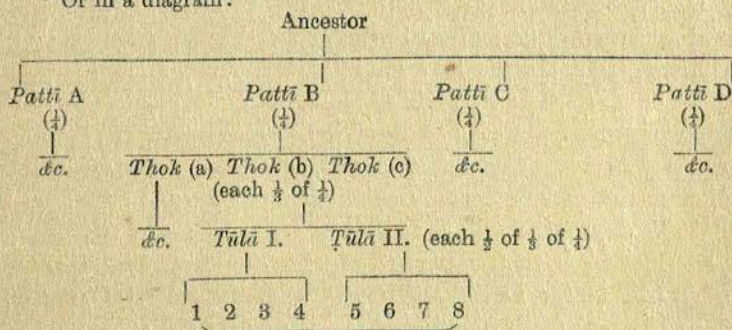 Or in a diagram:
Ancestor
Pattī A Pattī B Pattī C Pattī D
(¼) (¼) (¼) (¼)
&c. Thok (a) Thok (b) Thok (c) &c. &c.
(each ⅓ of ¼)
&c. Ṭūlā I. Ṭūlā II. (each ½ of ⅓ of ¼)
1 2 3 4 5 6 7 8